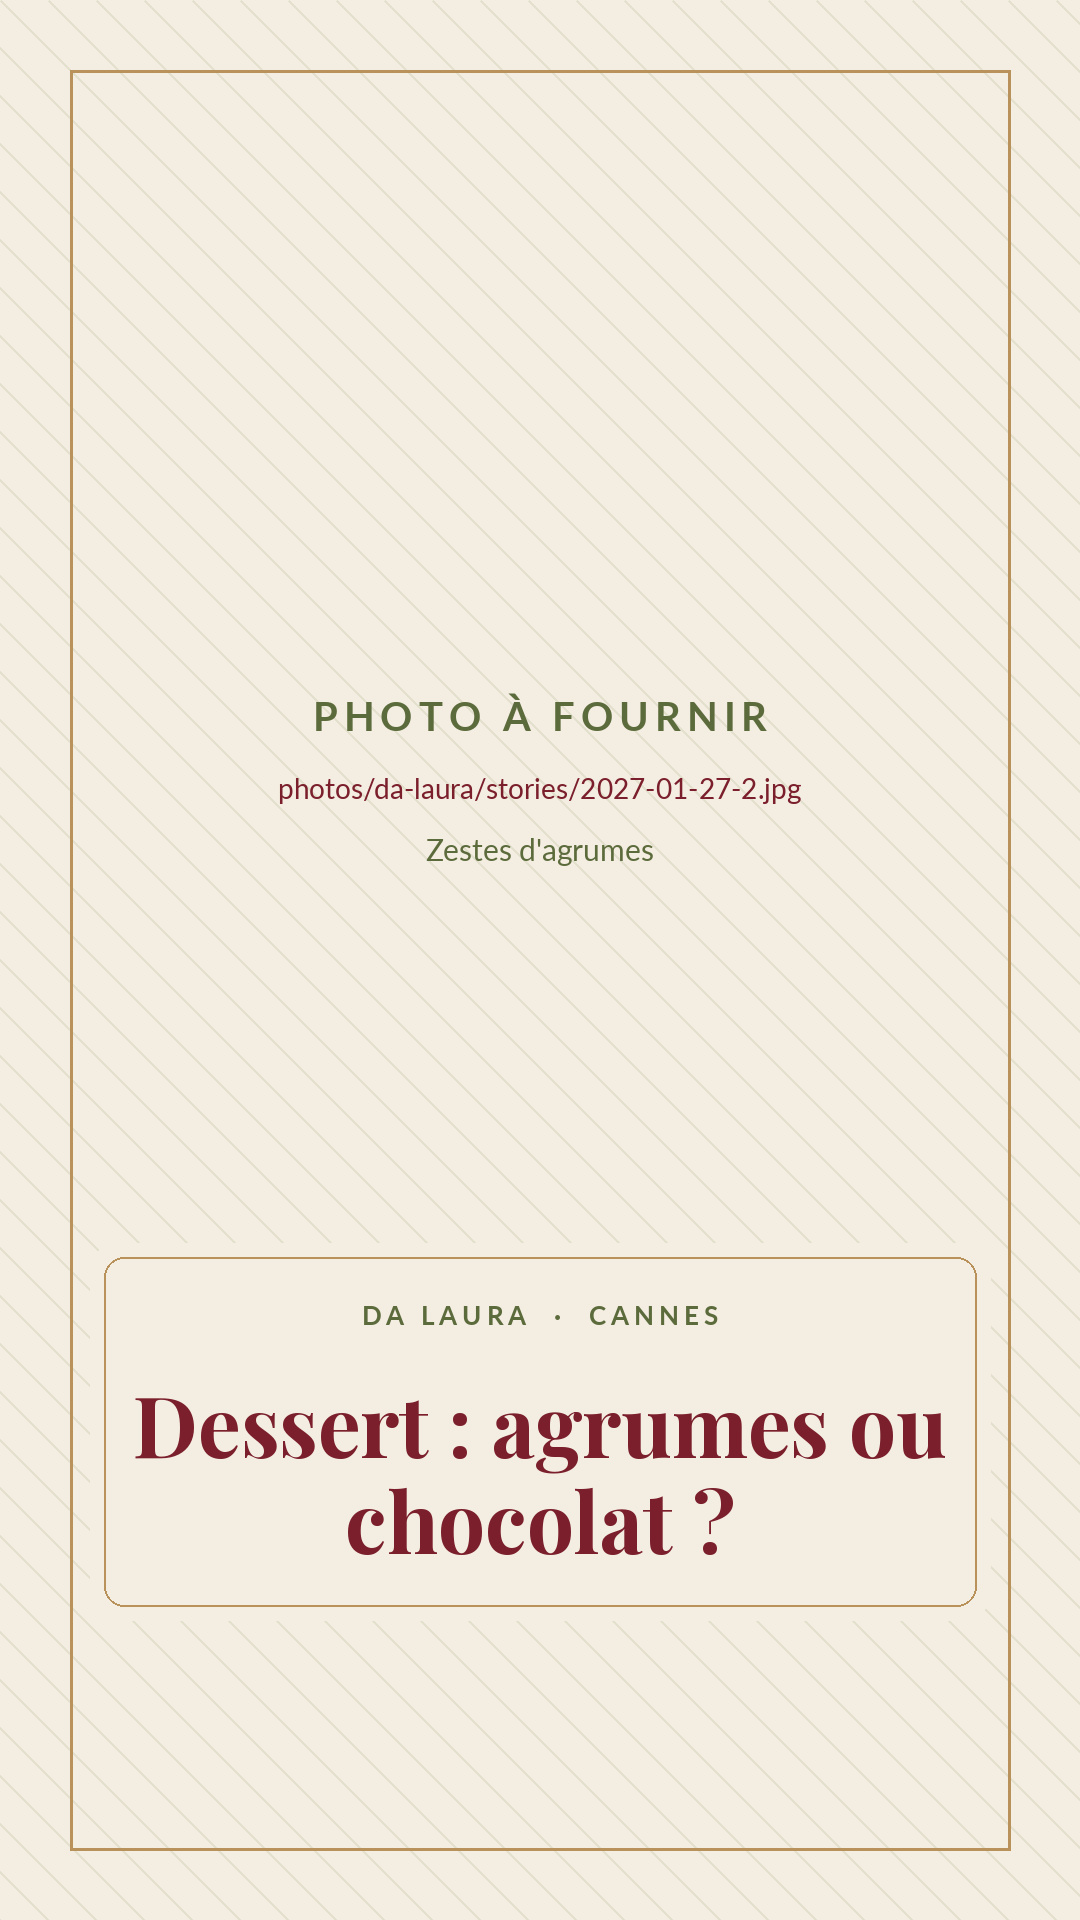 PHOTO À FOURNIR
photos/da-laura/stories/2027-01-27-2.jpg
Zestes d'agrumes
DA LAURA · CANNES
Dessert : agrumes ou
chocolat ?